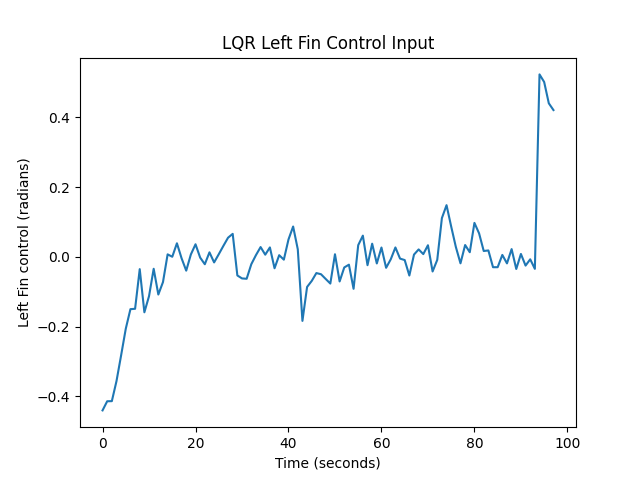 LQR Left Fin Control Input
Left Fin control (radians)
0.4
0.2
0.0
−0.2
−0.4
0 20 40 60 80 100
Time (seconds)